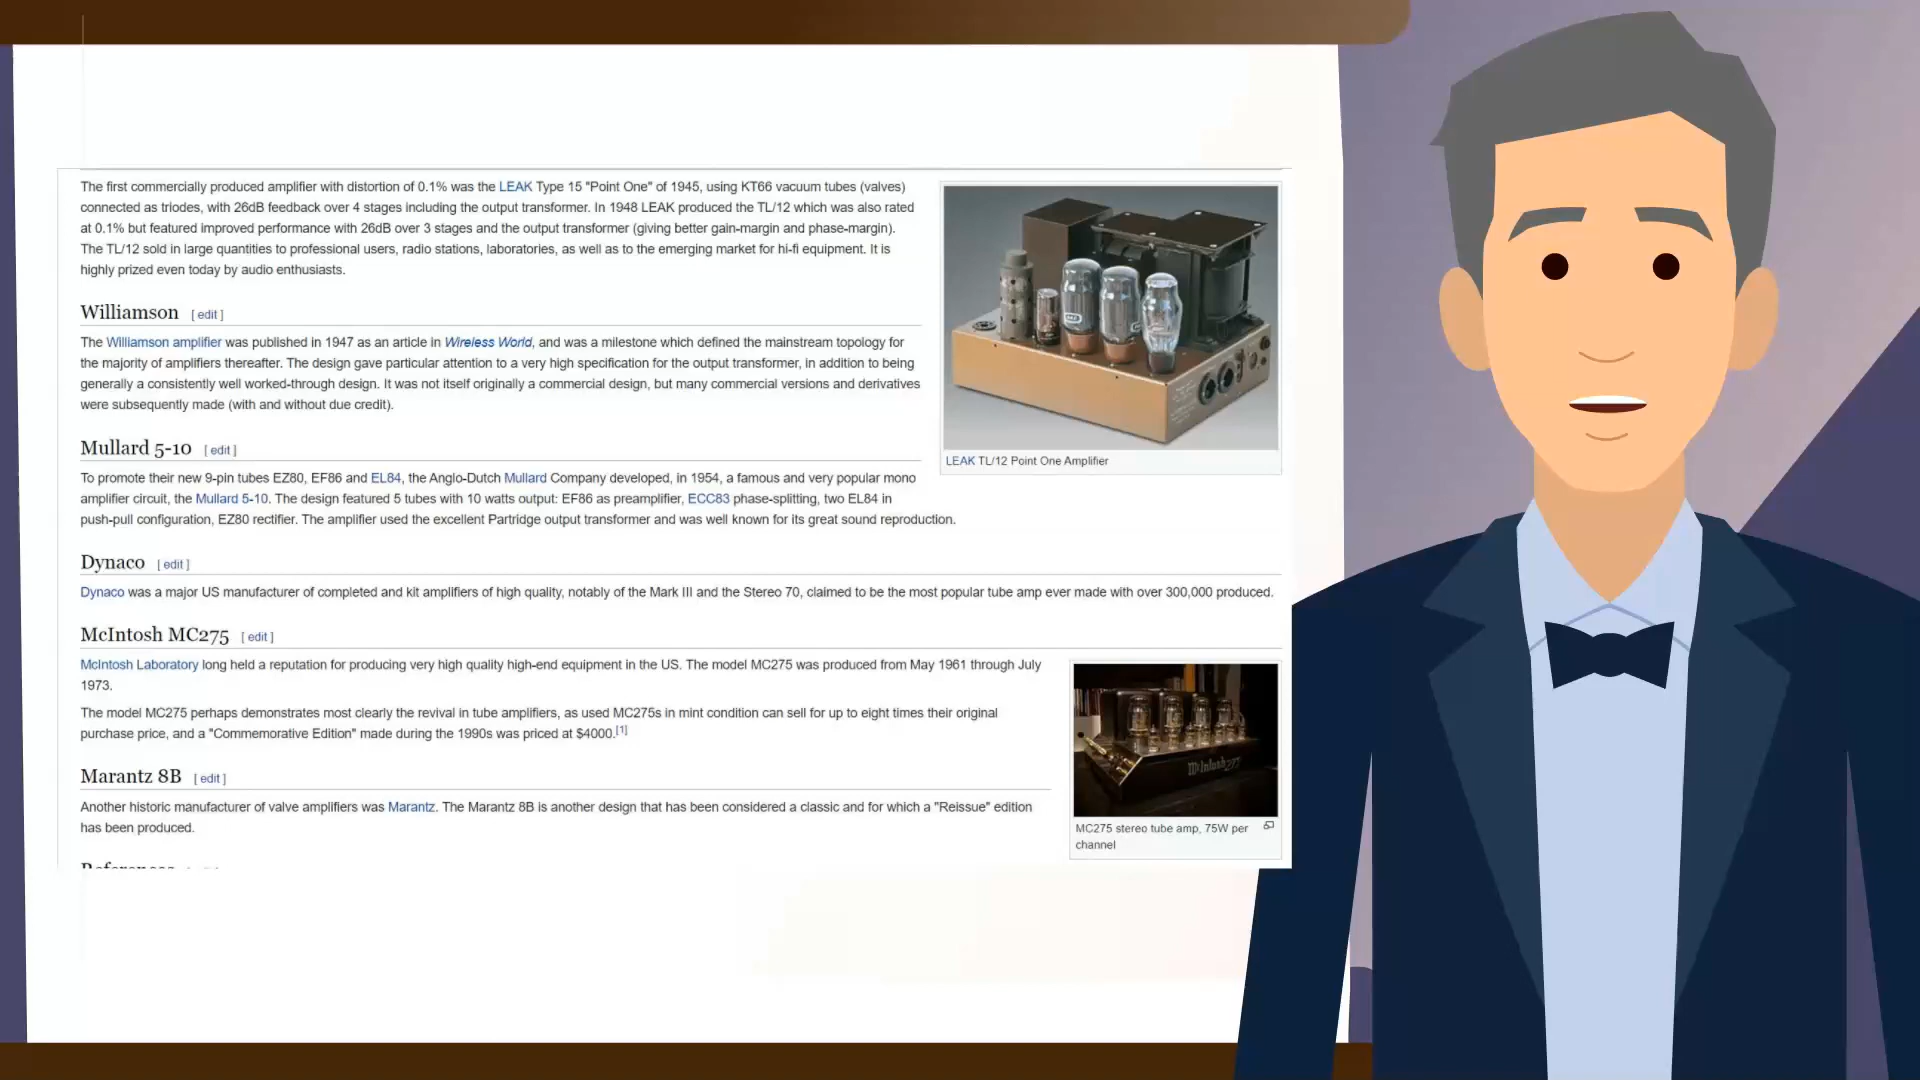 The first commercially produced amplifier with distortion of 0.1% was the LEAK Type 15 "Point One" of 1945, using KT66 vacuum tubes (valves)
connected as triodes, with 26dB feedback over 4 stages including the output transformer. In 1948 LEAK produced the TL/12 which was also rated
at 0.1% but featured improved performance with 26dB over 3 stages and the output transformer (giving better gain-margin and phase-margin).
The TL/12 sold in large quantities to professional users, radio stations, laboratories, as well as to the emerging market for hi-fi equipment. It is
highly prized even today by audio enthusiasts.
LEAK TL/12 Point One Amplifier
Williamson [ edit ]
The Williamson amplifier was published in 1947 as an article in Wireless World, and was a milestone which defined the mainstream topology for
the majority of amplifiers thereafter. The design gave particular attention to a very high specification for the output transformer, in addition to being
generally a consistently well worked-through design. It was not itself originally a commercial design, but many commercial versions and derivatives
were subsequently made (with and without due credit).
Mullard 5-10 [ edit ]
To promote their new 9-pin tubes EZ80, EF86 and EL84, the Anglo-Dutch Mullard Company developed, in 1954, a famous and very popular mono
amplifier circuit, the Mullard 5-10. The design featured 5 tubes with 10 watts output: EF86 as preamplifier, ECC83 phase-splitting, two EL84 in
push-pull configuration, EZ80 rectifier. The amplifier used the excellent Partridge output transformer and was well known for its great sound reproduction.
Dynaco [ edit ]
Dynaco was a major US manufacturer of completed and kit amplifiers of high quality, notably of the Mark III and the Stereo 70, claimed to be the most popular tube amp ever made with over 300,000 produced.
McIntosh MC275 [ edit ]
McIntosh Laboratory long held a reputation for producing very high quality high-end equipment in the US. The model MC275 was produced from May 1961 through July
1973.
The model MC275 perhaps demonstrates most clearly the revival in tube amplifiers, as used MC275s in mint condition can sell for up to eight times their original
purchase price, and a "Commemorative Edition" made during the 1990s was priced at $4000.[1]
McIntosh 275
MC275 stereo tube amp, 75W per
channel
Marantz 8B [ edit ]
Another historic manufacturer of valve amplifiers was Marantz. The Marantz 8B is another design that has been considered a classic and for which a "Reissue" edition
has been produced.